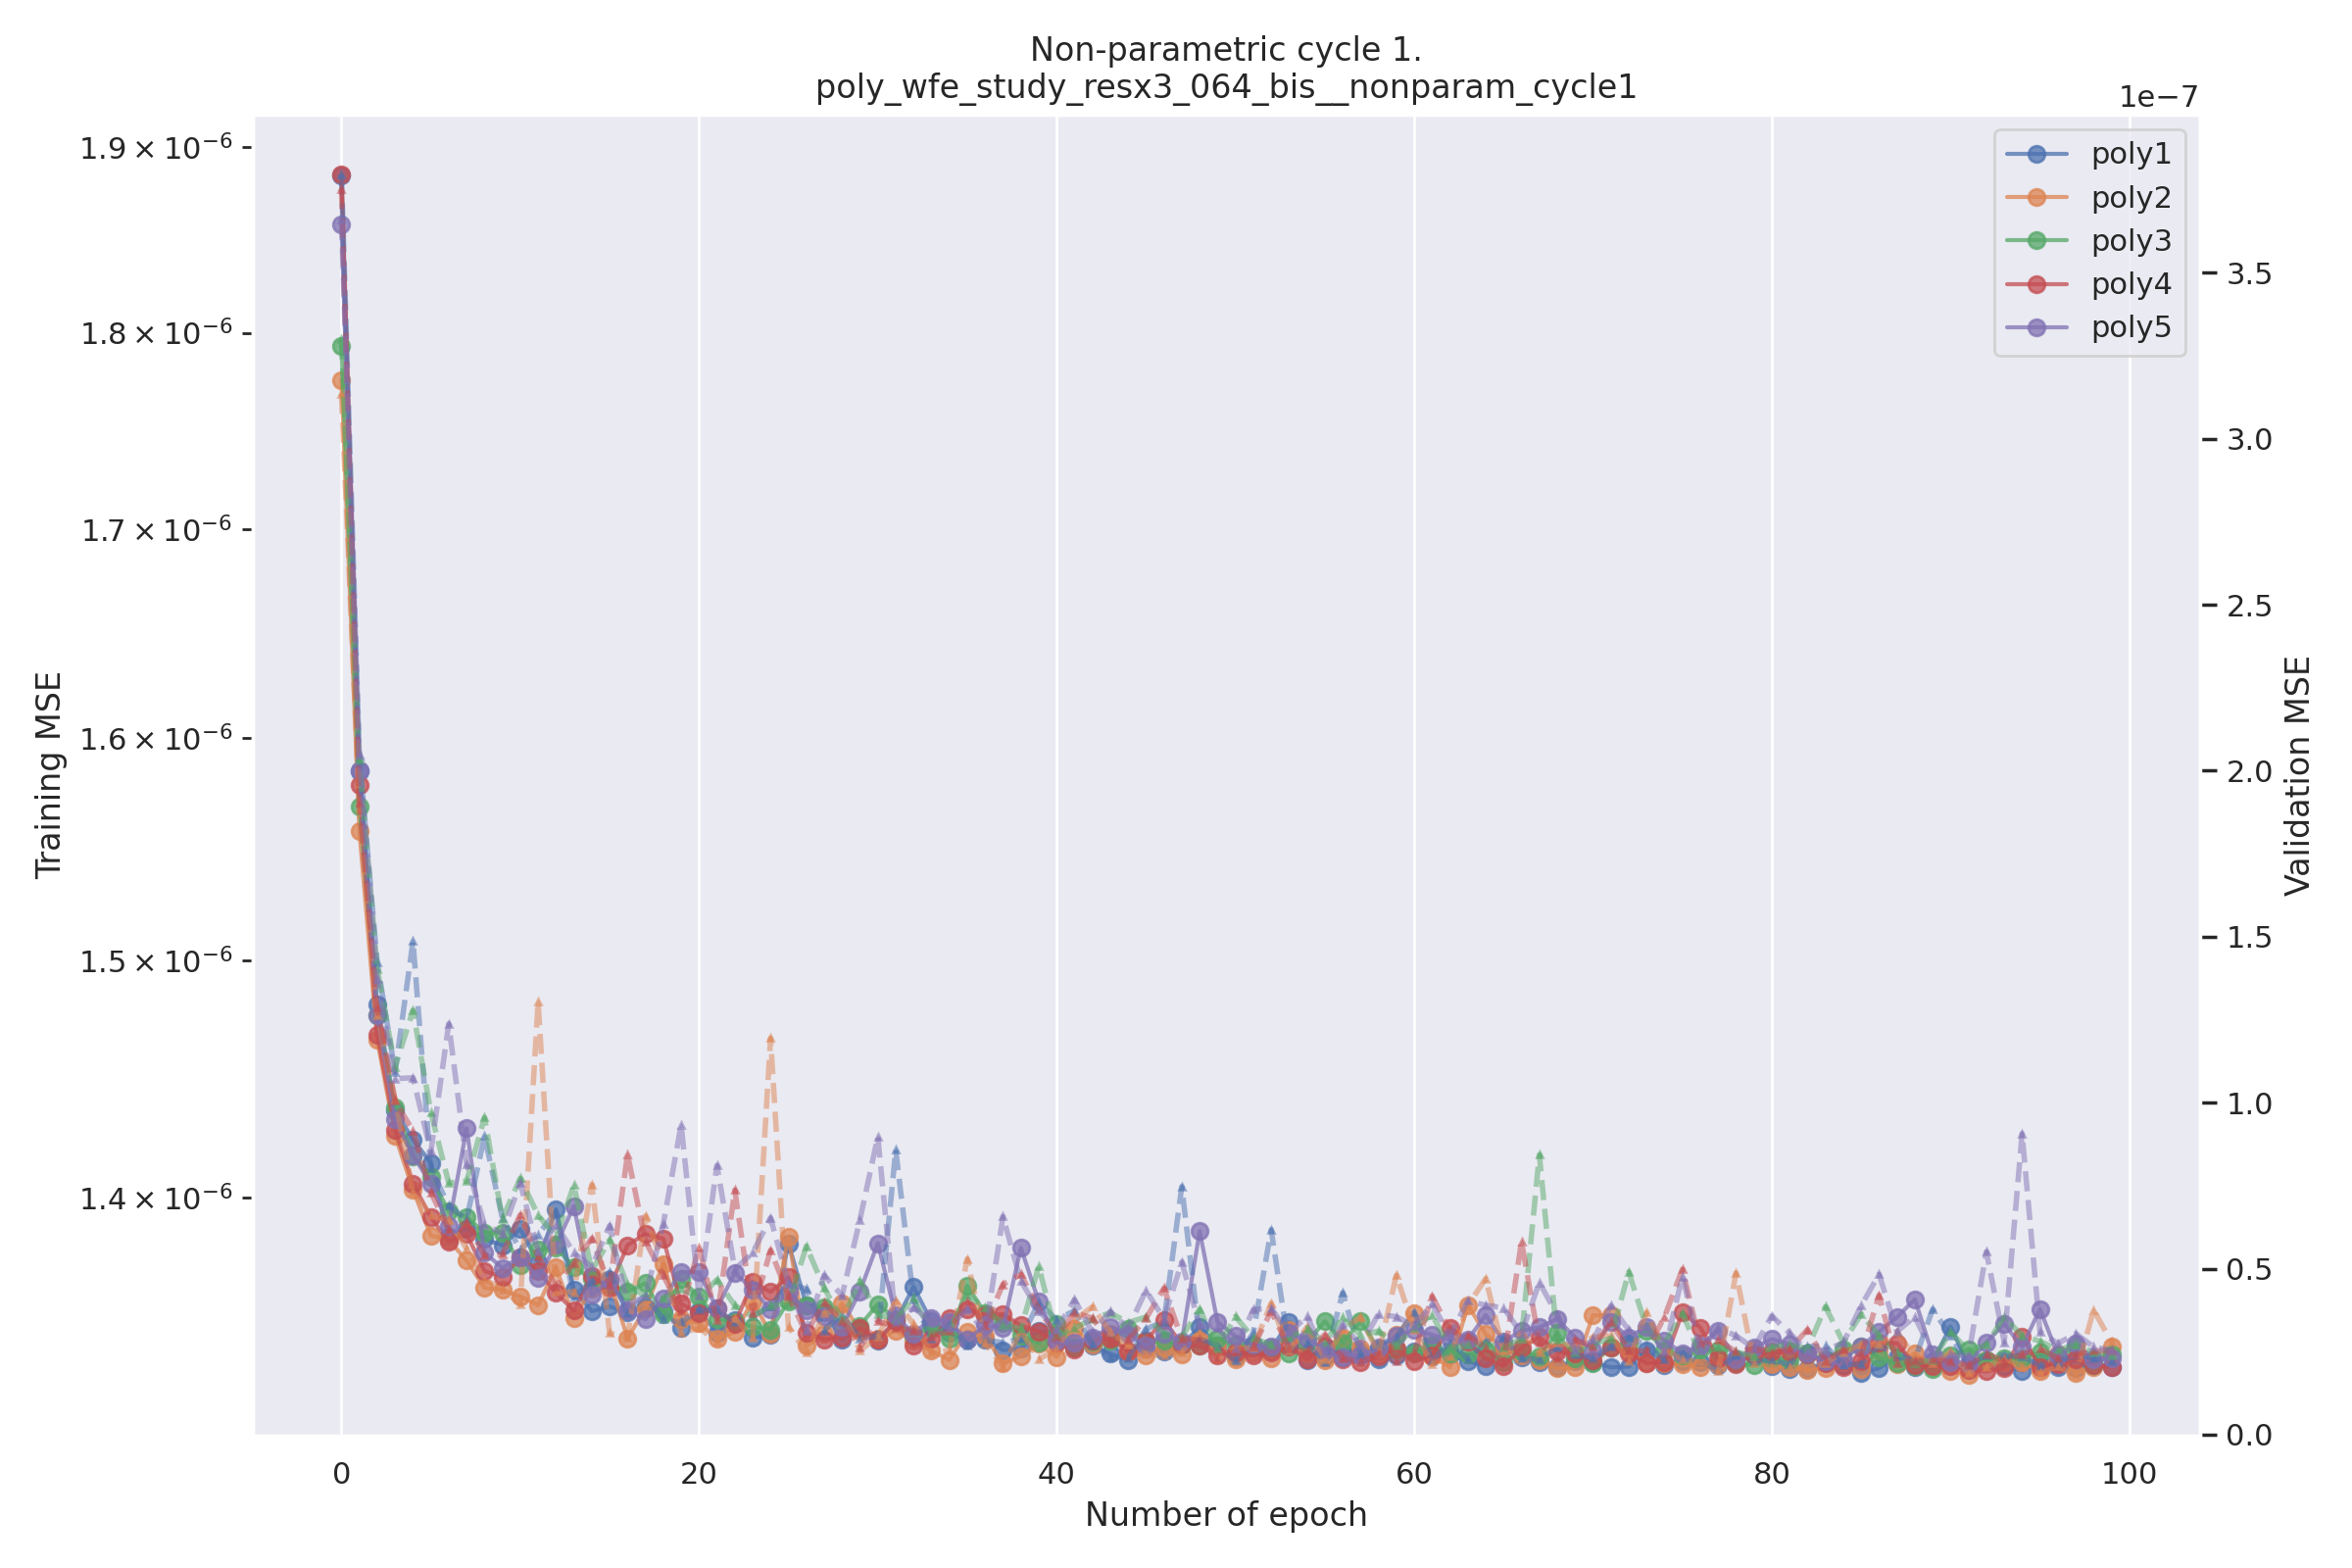 Non-parametric cycle 1.
poly_wfe_study_resx3_064_bis__nonparam_cycle1
1e−7
1.9 × 10⁻⁶
1.8 × 10⁻⁶
1.7 × 10⁻⁶
1.6 × 10⁻⁶
1.5 × 10⁻⁶
1.4 × 10⁻⁶
Training MSE
poly1
poly2
poly3
poly4
poly5
3.5
3.0
2.5
2.0
1.5
1.0
0.5
0.0
Validation MSE
0 20 40 60 80 100
Number of epoch